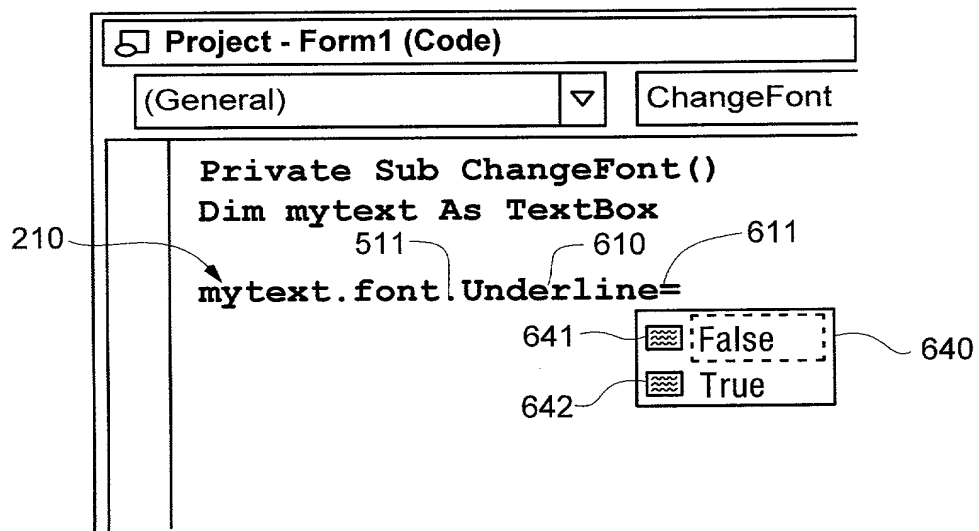 Project - Form1 (Code)
(General) ChangeFont
Private Sub ChangeFont()
Dim mytext As TextBox
210 511 610 611
mytext.font.Underline=
641 False 640
642 True